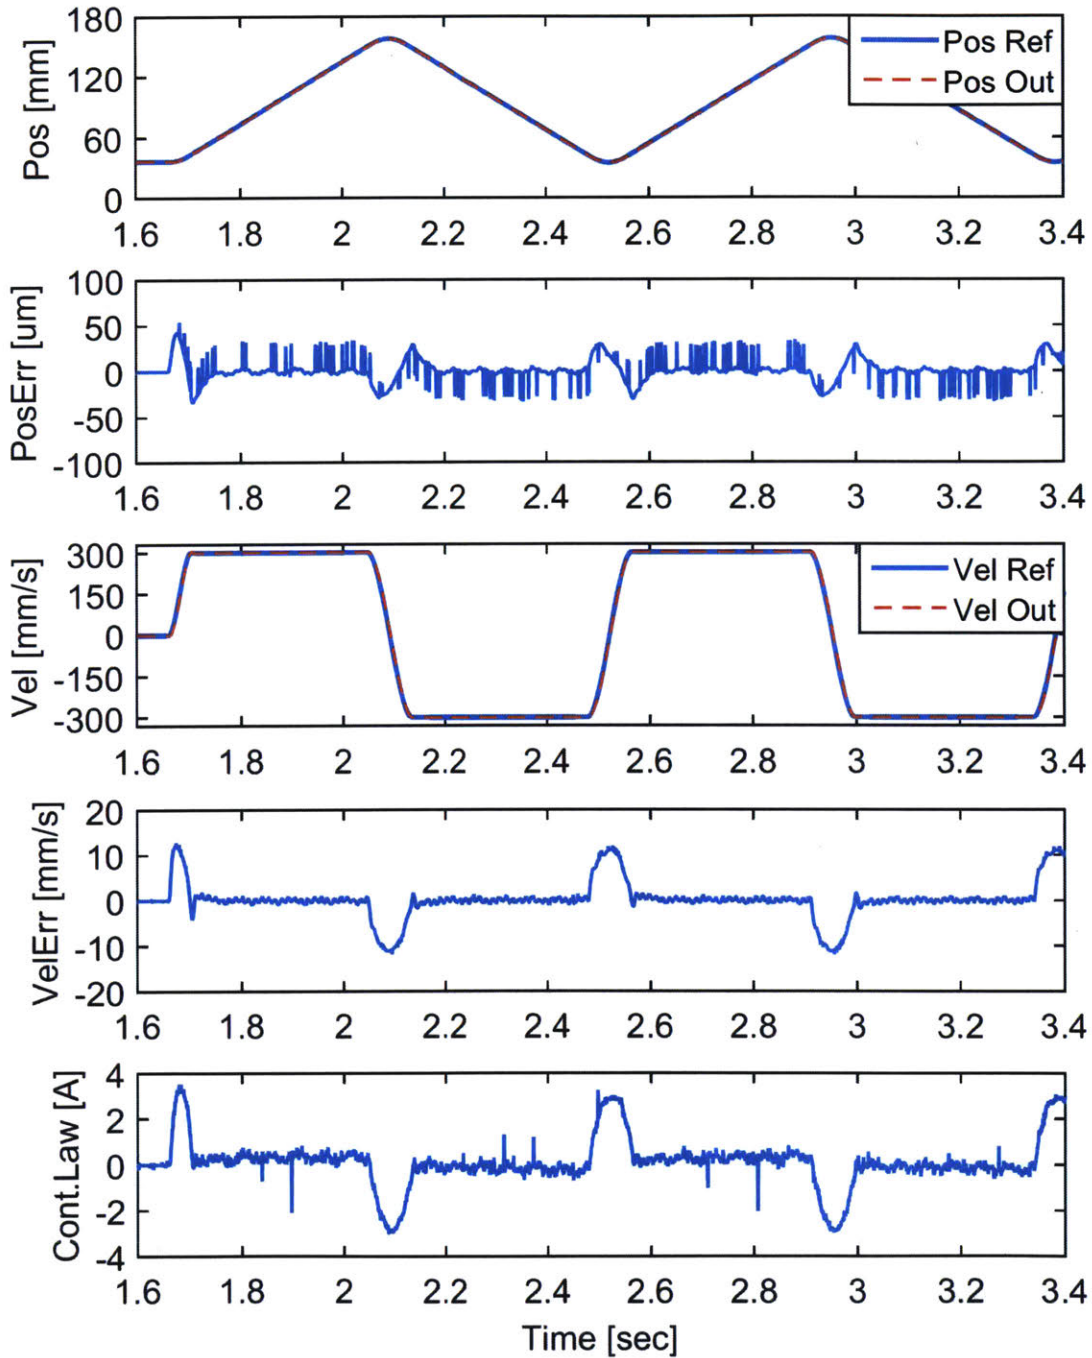 Pos [mm]
180
120
60
0
Pos Ref
Pos Out
1.6 1.8 2 2.2 2.4 2.6 2.8 3 3.2 3.4
PosErr [um]
100
50
0
-50
-100
1.6 1.8 2 2.2 2.4 2.6 2.8 3 3.2 3.4
Vel [mm/s]
300
150
0
-150
-300
Vel Ref
Vel Out
1.6 1.8 2 2.2 2.4 2.6 2.8 3 3.2 3.4
VelErr [mm/s]
20
10
0
-10
-20
1.6 1.8 2 2.2 2.4 2.6 2.8 3 3.2 3.4
Cont.Law [A]
4
2
0
-2
-4
1.6 1.8 2 2.2 2.4 2.6 2.8 3 3.2 3.4
Time [sec]